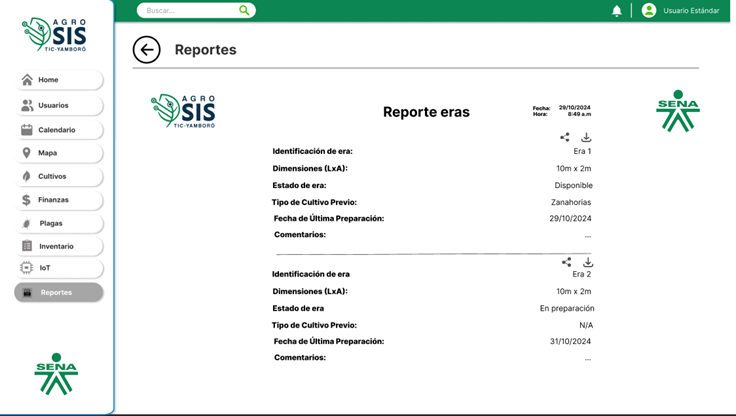 Buscar...
Usuario Estándar
AGRO
SIS
TIC-YAMBORÓ
Home
Usuarios
Calendario
Mapa
Cultivos
Finanzas
Plagas
Inventario
IoT
Reportes
SENA
Reportes
AGRO
SIS
TIC-YAMBORÓ
Reporte eras
Fecha: 29/10/2024
Hora: 8:49 a.m
SENA
Identificación de era: Era 1
Dimensiones (LxA): 10m x 2m
Estado de era: Disponible
Tipo de Cultivo Previo: Zanahorias
Fecha de Última Preparación: 29/10/2024
Comentarios: ...
Identificación de era Era 2
Dimensiones (LxA): 10m x 2m
Estado de era En preparación
Tipo de Cultivo Previo: N/A
Fecha de Última Preparación: 31/10/2024
Comentarios: ...